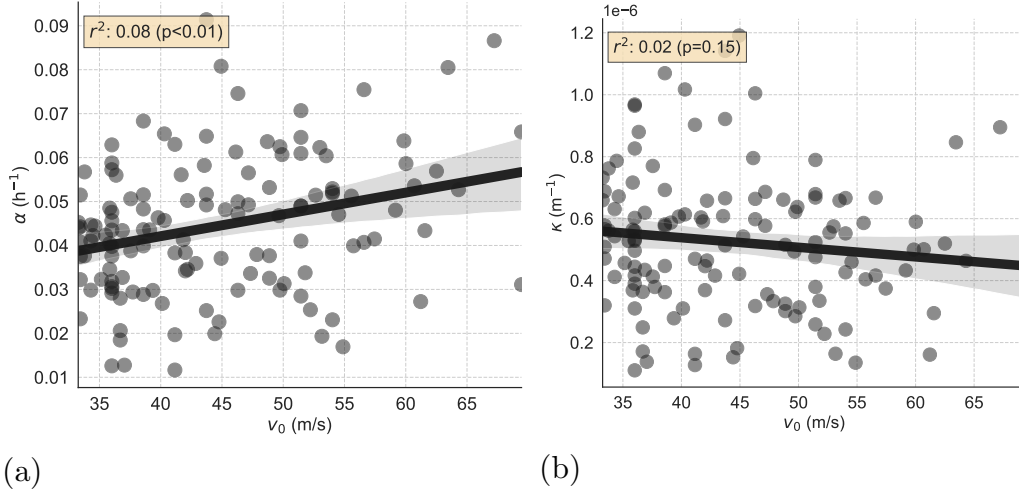 r²: 0.08 (p<0.01)
0.09
0.08
0.07
0.06
0.05
0.04
0.03
0.02
0.01
α (h⁻¹)
35 40 45 50 55 60 65
v₀ (m/s)
(a)
1e−6
r²: 0.02 (p=0.15)
1.2
1.0
0.8
0.6
0.4
0.2
κ (m⁻¹)
35 40 45 50 55 60 65
v₀ (m/s)
(b)